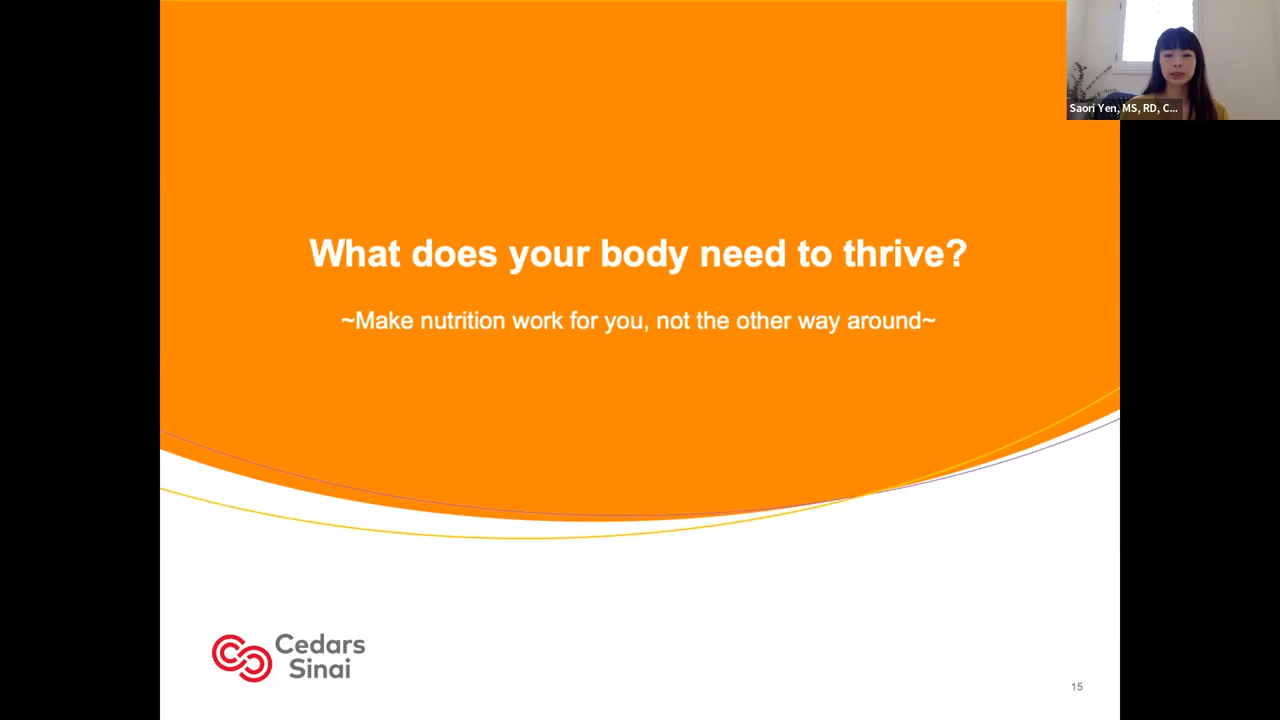 Saori Yen, MS, RD, C...
What does your body need to thrive?
~Make nutrition work for you, not the other way around~
Cedars
Sinai
15